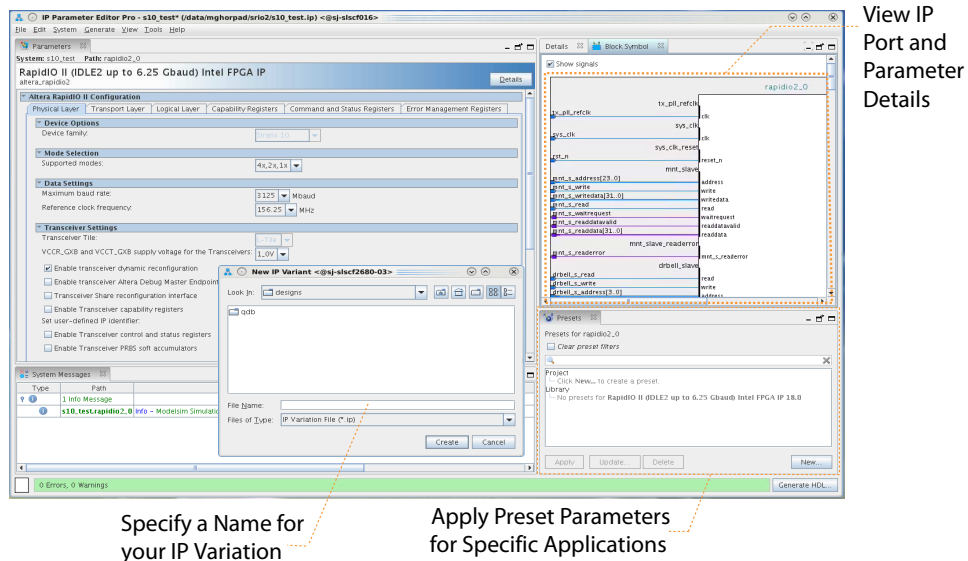 IP Parameter Editor Pro - s10_test* (/data/mghorpad/srio2/s10_test.ip) <@sj-slscf016>
File Edit System Generate View Tools Help
Parameters
System: s10_test Path: rapidio2_0
RapidIO II (IDLE2 up to 6.25 Gbaud) Intel FPGA IP
altera_rapidio2
Details
Altera RapidIO II Configuration
Physical Layer Transport Layer Logical Layer Capability Registers Command and Status Registers Error Management Registers
Device Options
Device family:
Stratix 10
Mode Selection
Supported modes:
4x,2x,1x
Data Settings
Maximum baud rate:
3125 Mbaud
Reference clock frequency:
156.25 MHz
Transceiver Settings
Transceiver Tile:
L-Tile
VCCR_GXB and VCCT_GXB supply voltage for the Transceivers:
1_0V
Enable transceiver dynamic reconfiguration
Enable transceiver Altera Debug Master Endpoint
Transceiver Share reconfiguration interface
Enable Transceiver capability registers
Set user-defined IP identifier:
Enable Transceiver control and status registers
Enable Transceiver PRBS soft accumulators
System Messages
Type Path
1 Info Message
s10_test.rapidio2_0 Info - Modelsim Simulatio
0 Errors, 0 Warnings
Generate HDL...
New IP Variant <@sj-slscf2680-03>
Look In: designs
qdb
File Name:
Files of Type: IP Variation File (*.ip)
Create Cancel
Details Block Symbol
Show signals
rapidio2_0
tx_pll_refclk
tx_pll_refclk
clk
sys_clk
sys_clk
clk
sys_clk_reset
rst_n
reset_n
mnt_slave
mnt_s_address[23..0]
address
mnt_s_write
write
mnt_s_writedata[31..0]
writedata
mnt_s_read
read
mnt_s_waitrequest
waitrequest
mnt_s_readdatavalid
readdatavalid
mnt_s_readdata[31..0]
readdata
mnt_slave_readerror
mnt_s_readerror
mnt_s_readerror
drbell_slave
drbell_s_read
read
drbell_s_write
write
drbell_s_address[3..0]
address
Presets
Presets for rapidio2_0
Clear preset filters
Project
Click New... to create a preset.
Library
No presets for RapidIO II (IDLE2 up to 6.25 Gbaud) Intel FPGA IP 18.0
Apply Update... Delete New...
View IP
Port and
Parameter
Details
Specify a Name for
your IP Variation
Apply Preset Parameters
for Specific Applications